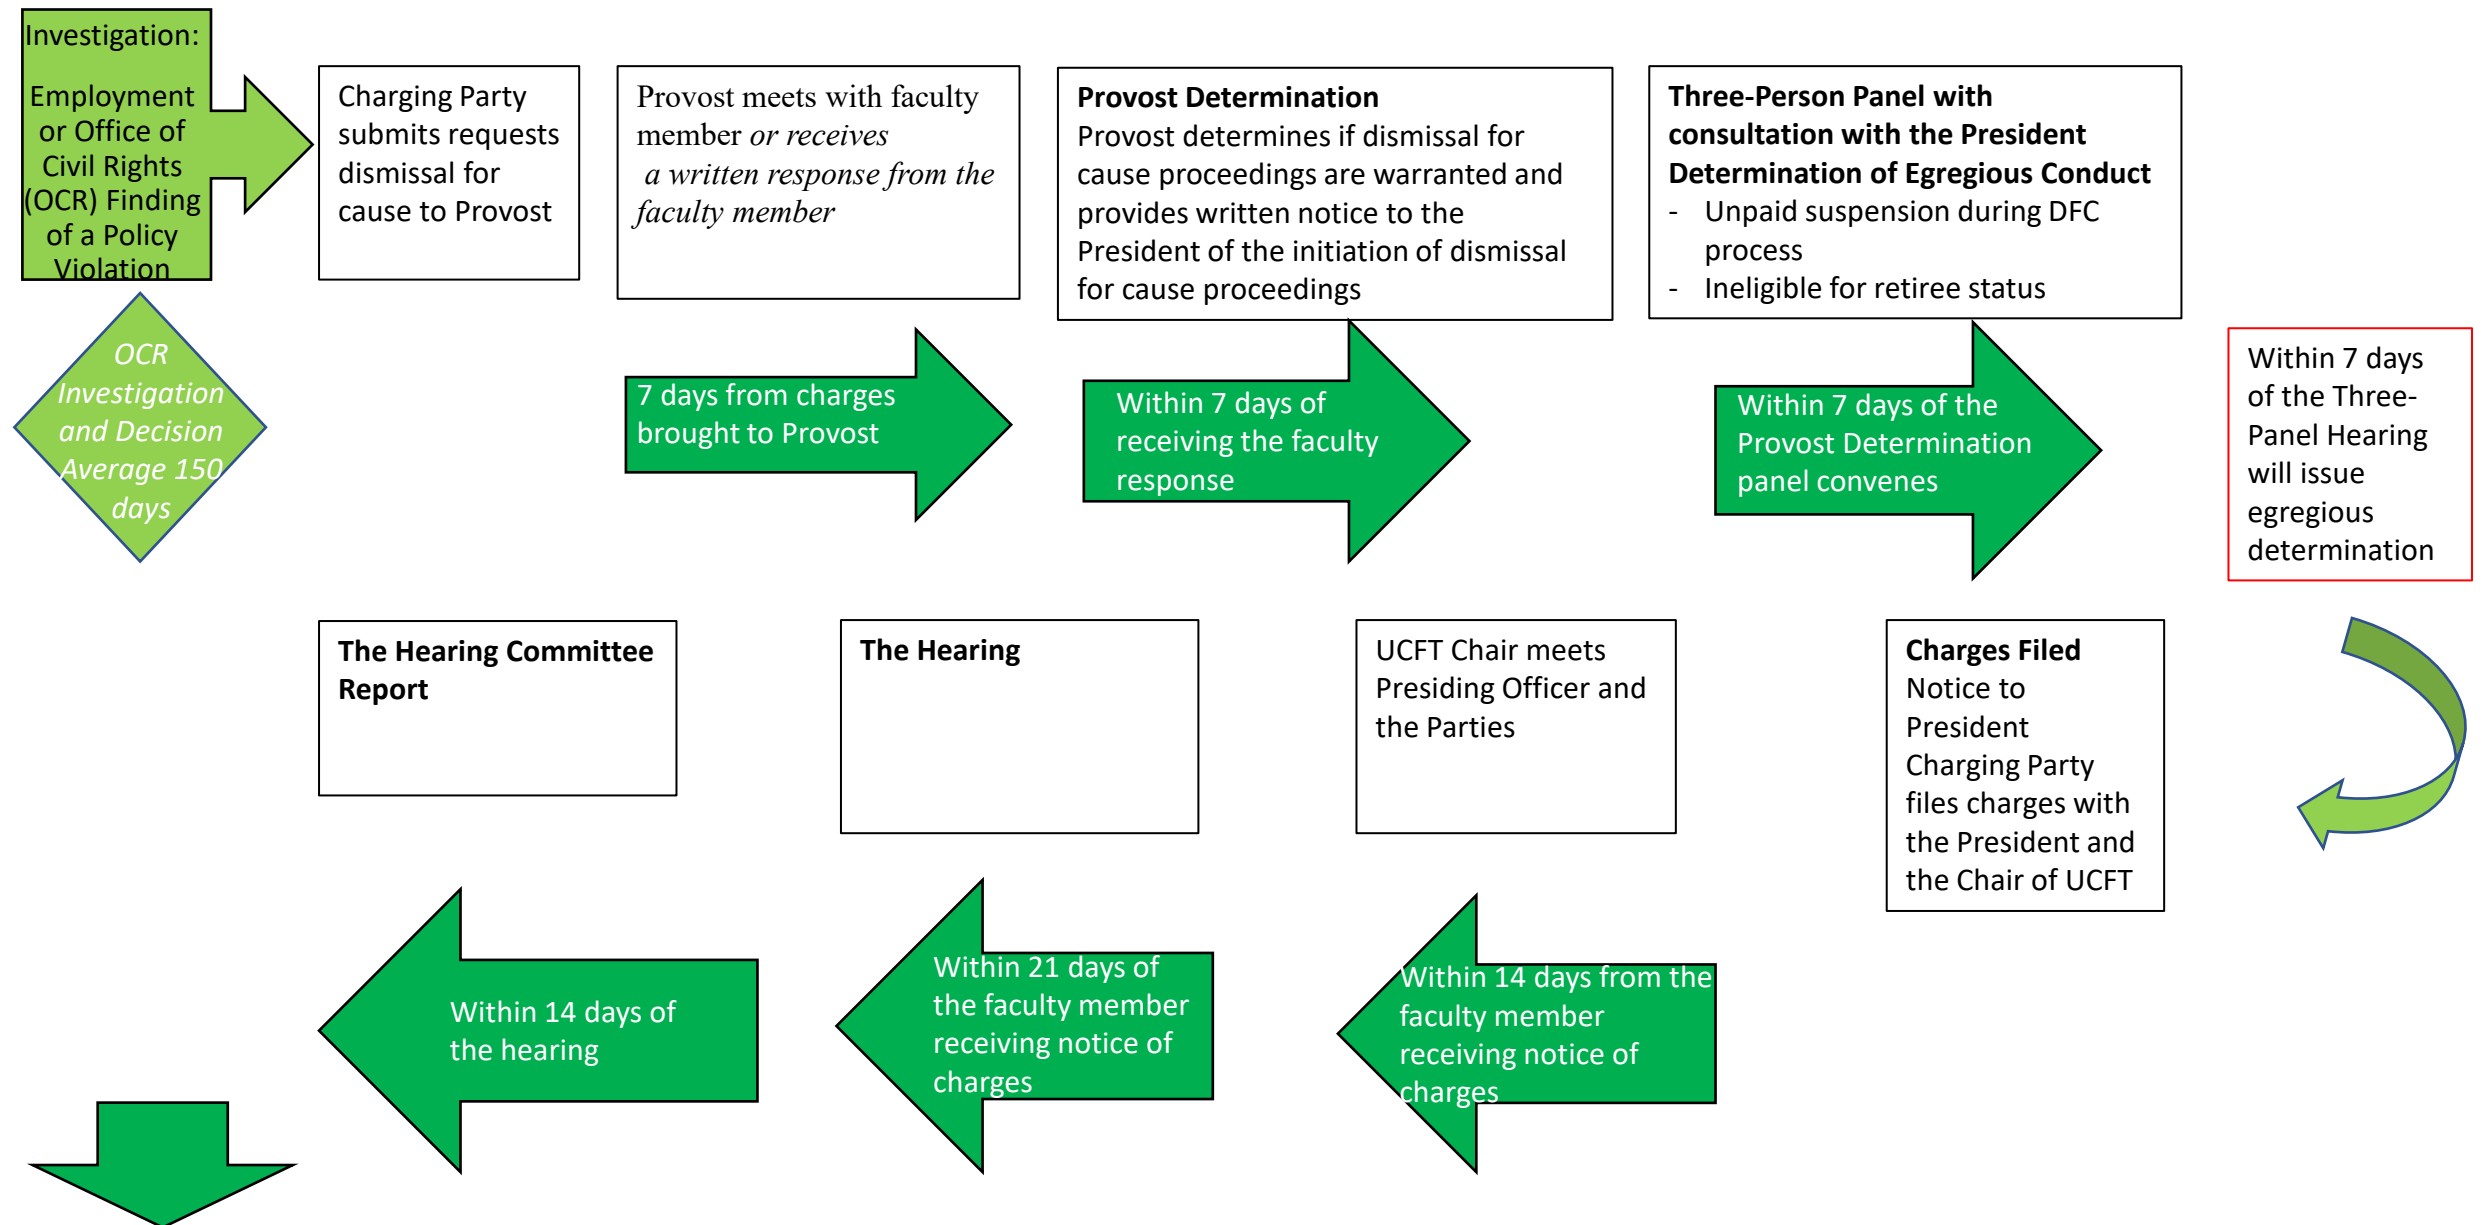 Investigation:
Employment
or Office of
Civil Rights
(OCR) Finding
of a Policy
Violation
Charging Party
submits requests
dismissal for
cause to Provost
Provost meets with faculty
member or receives
a written response from the
faculty member
Provost Determination
Provost determines if dismissal for
cause proceedings are warranted and
provides written notice to the
President of the initiation of dismissal
for cause proceedings
Three-Person Panel with
consultation with the President
Determination of Egregious Conduct
- Unpaid suspension during DFC
process
- Ineligible for retiree status
OCR
Investigation
and Decision
Average 150
days
7 days from charges
brought to Provost
Within 7 days of
receiving the faculty
response
Within 7 days of the
Provost Determination
panel convenes
Within 7 days
of the Three-
Panel Hearing
will issue
egregious
determination
Charges Filed
Notice to
President
Charging Party
files charges with
the President and
the Chair of UCFT
UCFT Chair meets
Presiding Officer and
the Parties
The Hearing
The Hearing Committee
Report
Within 14 days from the
faculty member
receiving notice of
charges
Within 21 days of
the faculty member
receiving notice of
charges
Within 14 days of
the hearing